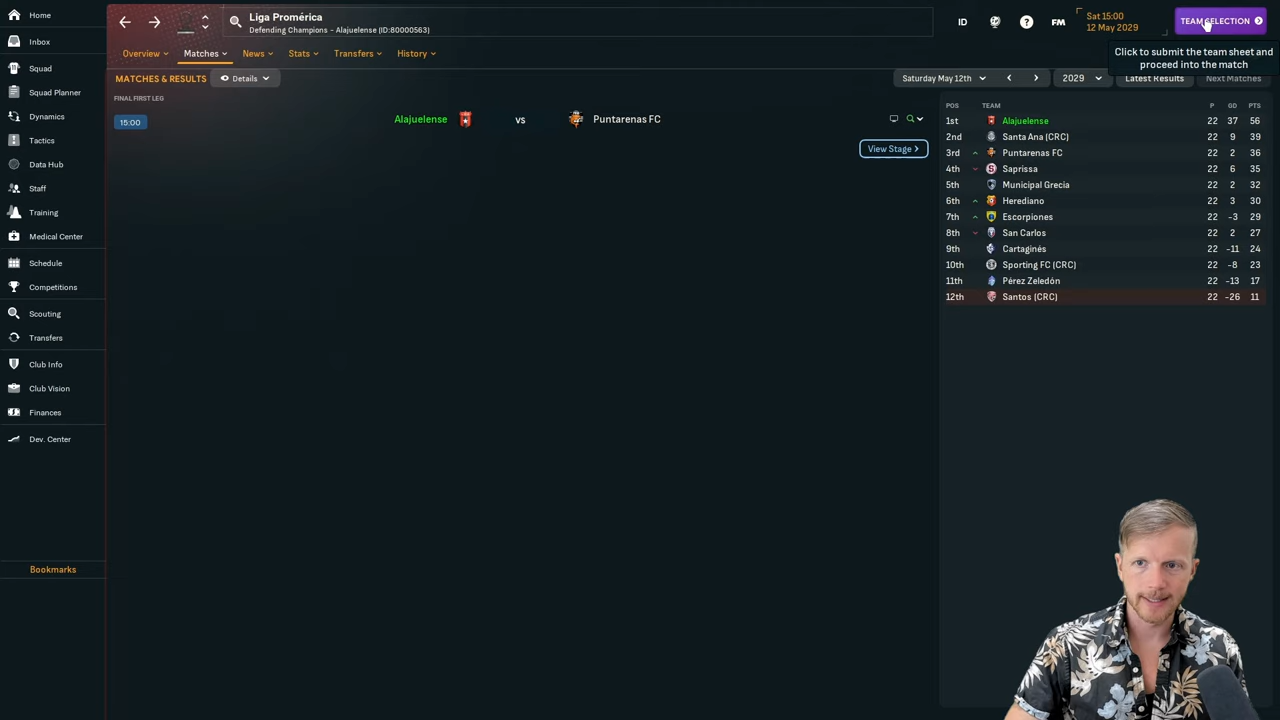 Home
Inbox
Squad
Squad Planner
Dynamics
Tactics
Data Hub
Staff
Training
Medical Center
Schedule
Competitions
Scouting
Transfers
Club Info
Club Vision
Finances
Dev. Center
Bookmarks
Liga Promérica
Defending Champions - Alajuelense (ID:80000563)
ID
?
FM
Sat 15:00
12 May 2029
TEAM SELECTION
Click to submit the team sheet and
proceed into the match
Overview
Matches
News
Stats
Transfers
History
MATCHES & RESULTS
Details
Saturday May 12th
2029
Latest Results
Next Matches
FINAL FIRST LEG
15:00
Alajuelense vs Puntarenas FC
View Stage >
POS TEAM P GD PTS
1st Alajuelense 22 37 56
2nd Santa Ana (CRC) 22 9 39
3rd Puntarenas FC 22 2 36
4th Saprissa 22 6 35
5th Municipal Grecia 22 2 32
6th Herediano 22 3 30
7th Escorpiones 22 -3 29
8th San Carlos 22 2 27
9th Cartaginés 22 -11 24
10th Sporting FC (CRC) 22 -8 23
11th Pérez Zeledón 22 -13 17
12th Santos (CRC) 22 -26 11